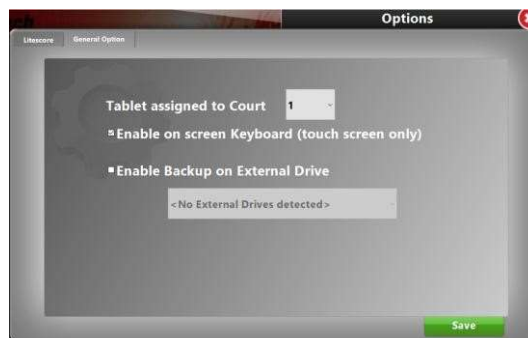 Options
Litescore
General Option
Tablet assigned to Court 1
Enable on screen Keyboard (touch screen only)
Enable Backup on External Drive
<No External Drives detected>
Save